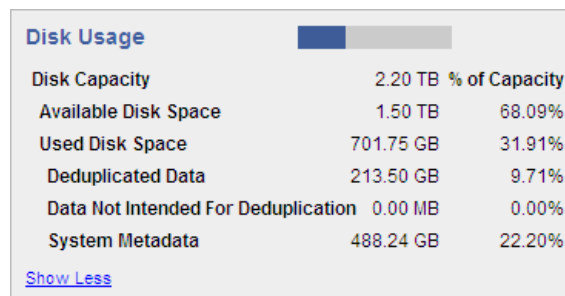 Disk Usage
Disk Capacity 2.20 TB % of Capacity
Available Disk Space 1.50 TB 68.09%
Used Disk Space 701.75 GB 31.91%
Deduplicated Data 213.50 GB 9.71%
Data Not Intended For Deduplication 0.00 MB 0.00%
System Metadata 488.24 GB 22.20%
Show Less